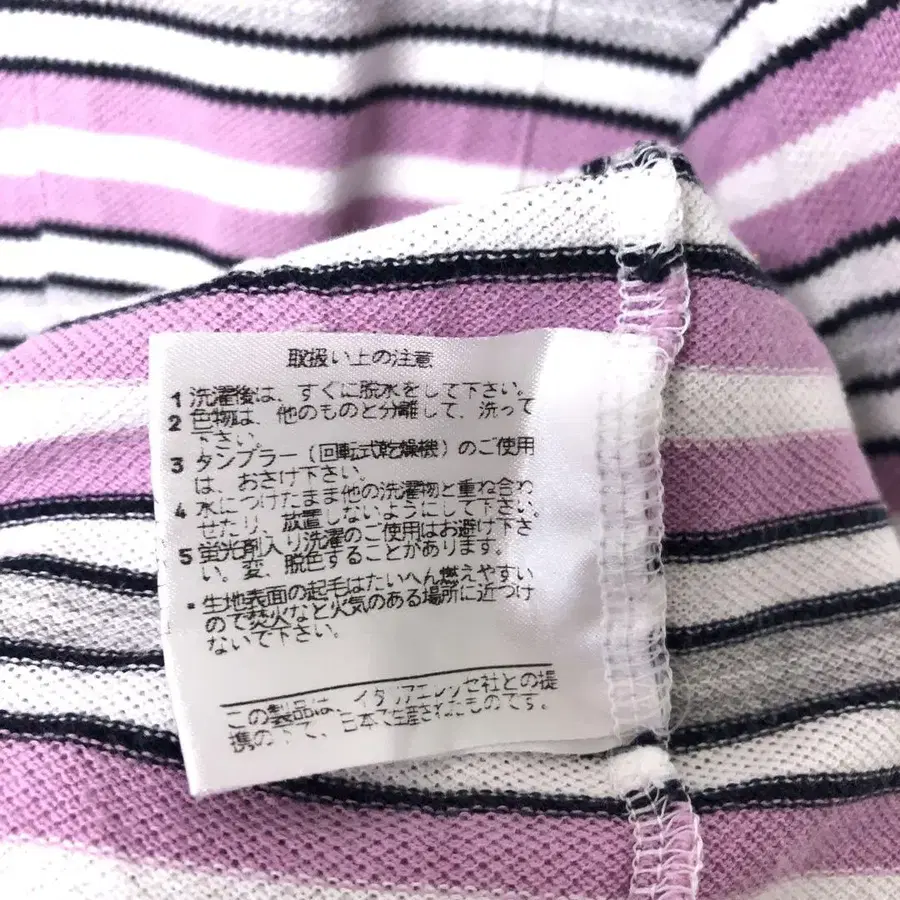 取扱い上の注意
1 洗濯後は、すぐに脱水をして下さい。
2 色物は、他のものと分離して、洗って
下さい。
3 タンブラー（回転式乾燥機）のご使用
は、おさけ下さい。
4 水につけたまま他の洗濯物と重ね合わ
せたり、放置しないようにして下さい。
5 蛍光剤入り洗濯のご使用はお避け下さ
い。変、脱色することがあります。
・生地表面の起毛はたいへん燃えやすい
ので焚火など火気のある場所に近づけ
ないで下さい。
この製品は、イタリアエレッセ社との提
携の下で、日本で生産されたものです。